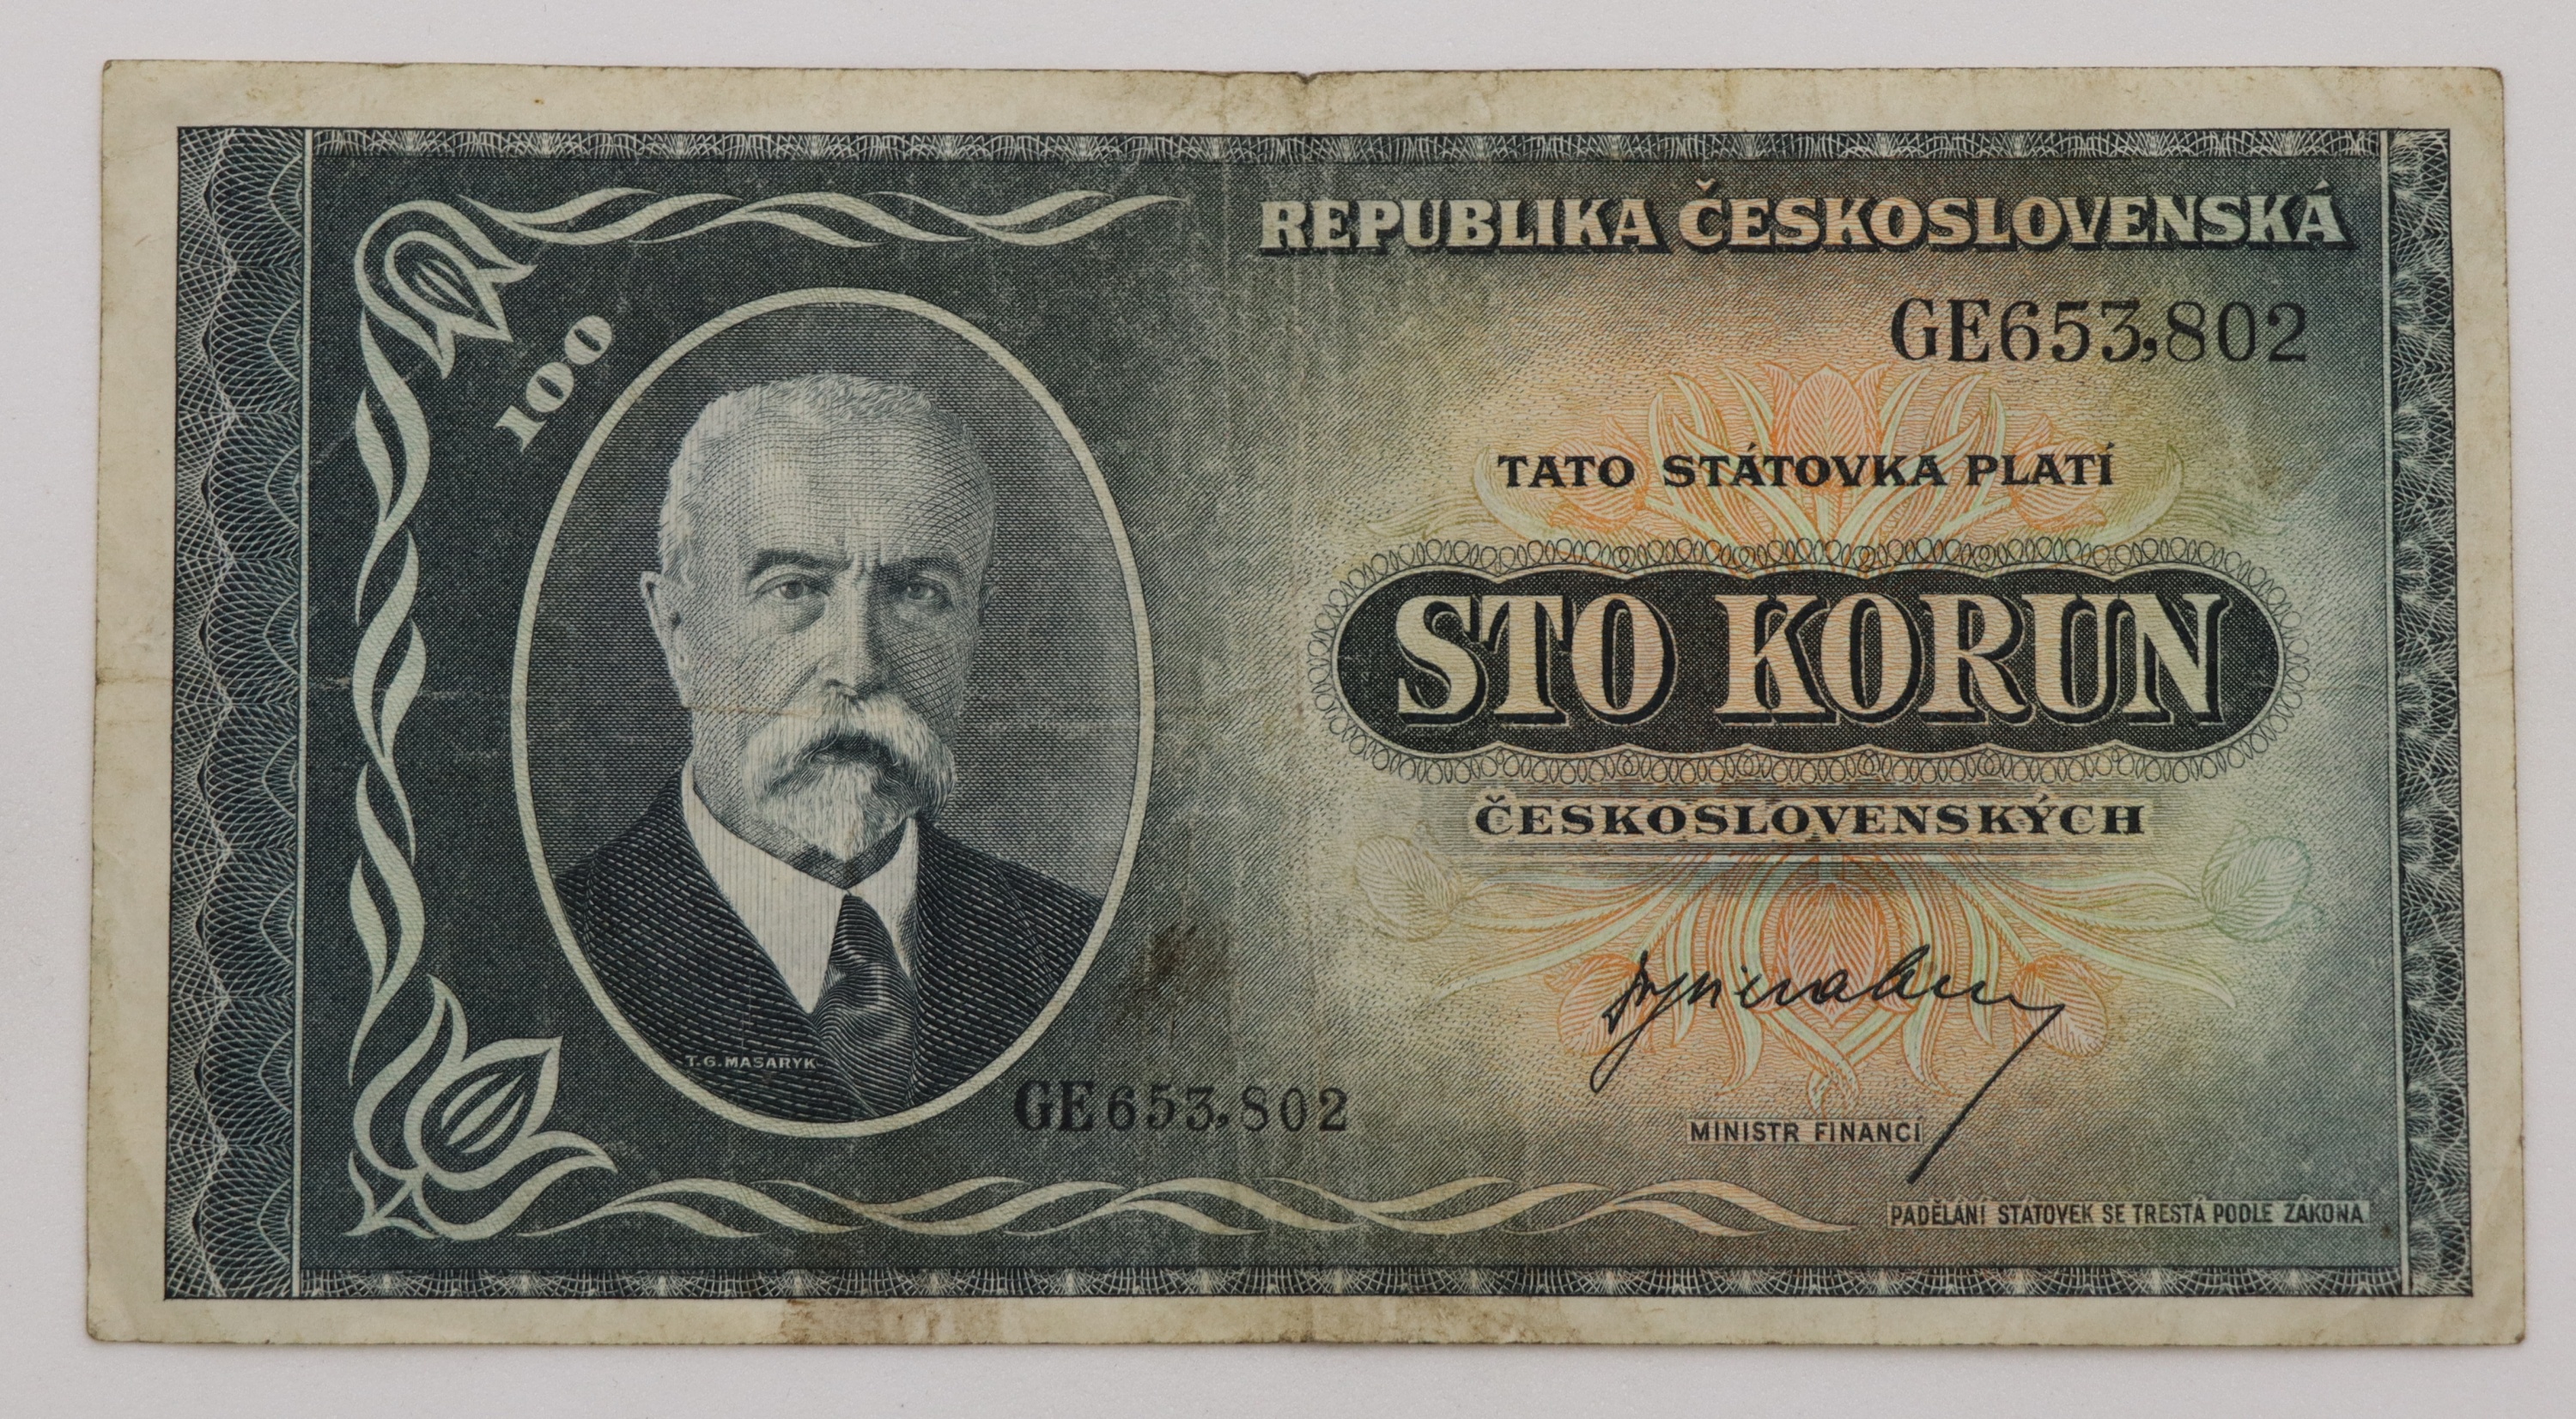 REPUBLIKA ČESKOSLOVENSKÁ
GE653,802
100
TATO STÁTOVKA PLATÍ
STO KORUN
ČESKOSLOVENSKÝCH
T.G.MASARYK
GE653,802
MINISTR FINANCÍ
PADĚLÁNÍ STÁTOVEK SE TRESTÁ PODLE ZÁKONA